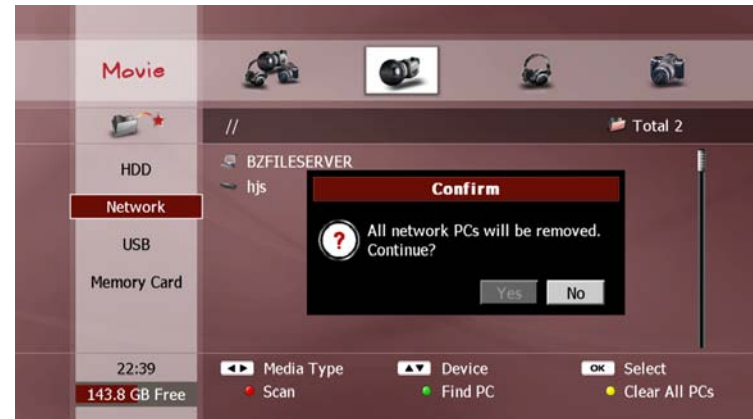 Movie
//
Total 2
HDD
Network
USB
Memory Card
BZFILESERVER
hjs
Confirm
?
All network PCs will be removed.
Continue?
Yes
No
22:39
143.8 GB Free
Media Type
Device
OK Select
Scan
Find PC
Clear All PCs